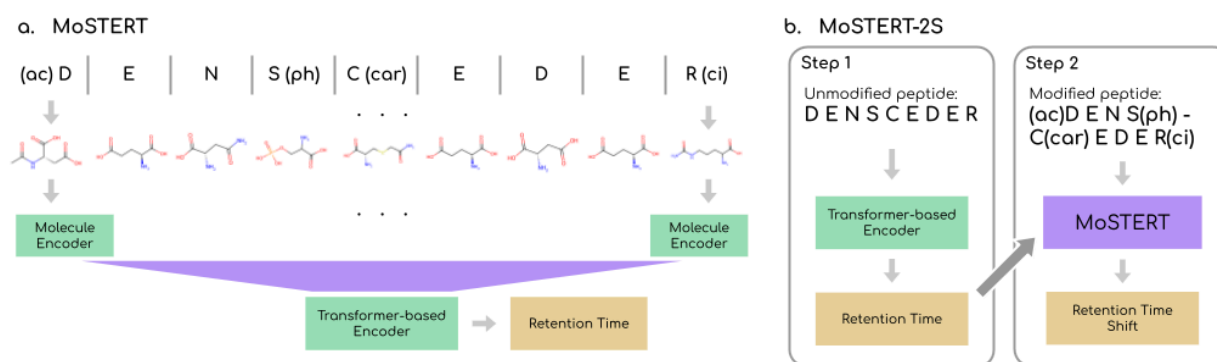 a. MoSTERT
(ac) D E N S (ph) C (car) E D E R (ci)
. . .
. . .
Molecule
Encoder
Molecule
Encoder
Transformer-based
Encoder
Retention Time
b. MoSTERT-2S
Step 1
Unmodified peptide:
D E N S C E D E R
Transformer-based
Encoder
Retention Time
Step 2
Modified peptide:
(ac)D E N S(ph) -
C(car) E D E R(ci)
MoSTERT
Retention Time
Shift